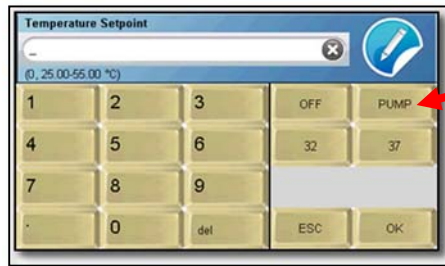 Temperature Setpoint
_
(0, 25.00-55.00 °C)
1 2 3 OFF PUMP
4 5 6 32 37
7 8 9
. 0 del ESC OK